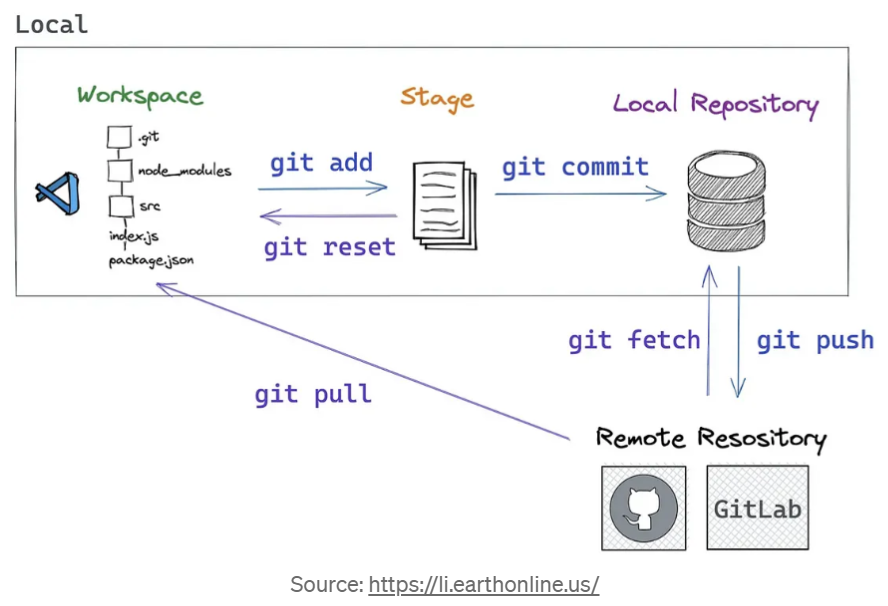 Local
Workspace
Stage
Local Repository
.git
node_modules
src
index.js
package.json
git add
git commit
git reset
git fetch
git push
git pull
Remote Resository
GitLab
Source: https://li.earthonline.us/